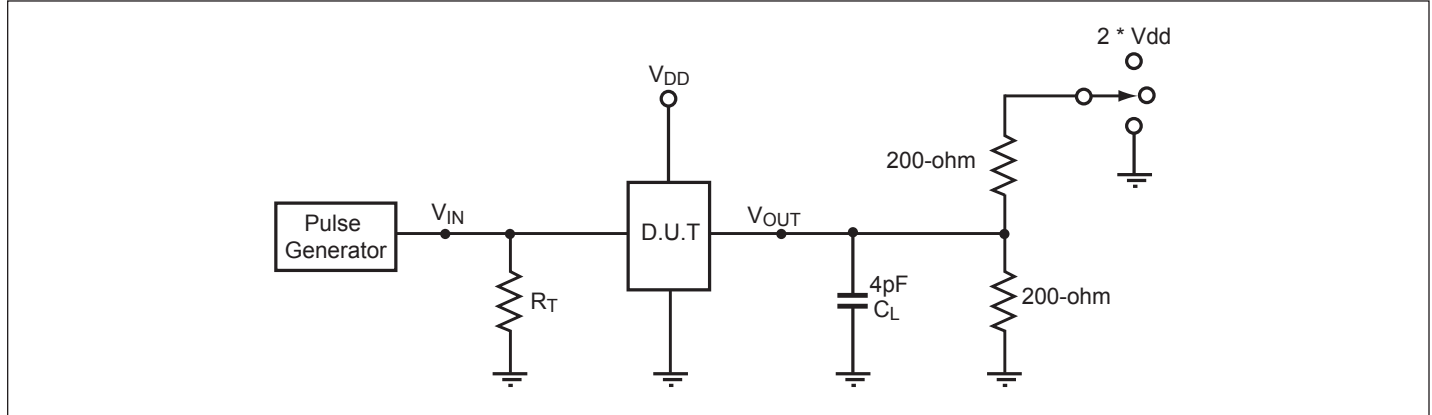 2 * Vdd
VDD
200-ohm
Pulse
Generator
VIN
D.U.T
VOUT
4pF
CL
200-ohm
RT